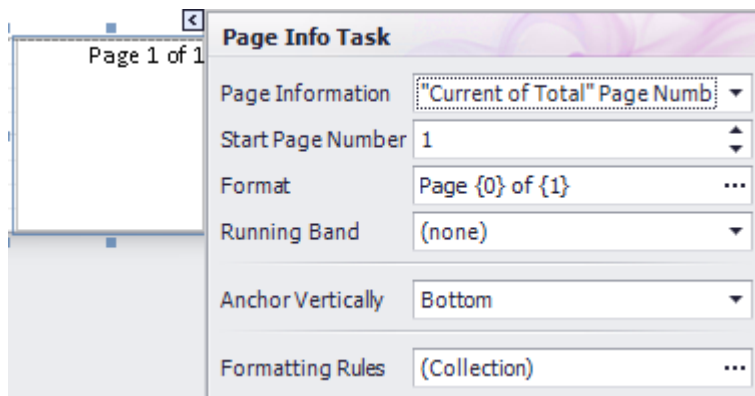 Page 1 of 1
Page Info Task
Page Information "Current of Total" Page Numb
Start Page Number 1
Format Page {0} of {1}
Running Band (none)
Anchor Vertically Bottom
Formatting Rules (Collection)